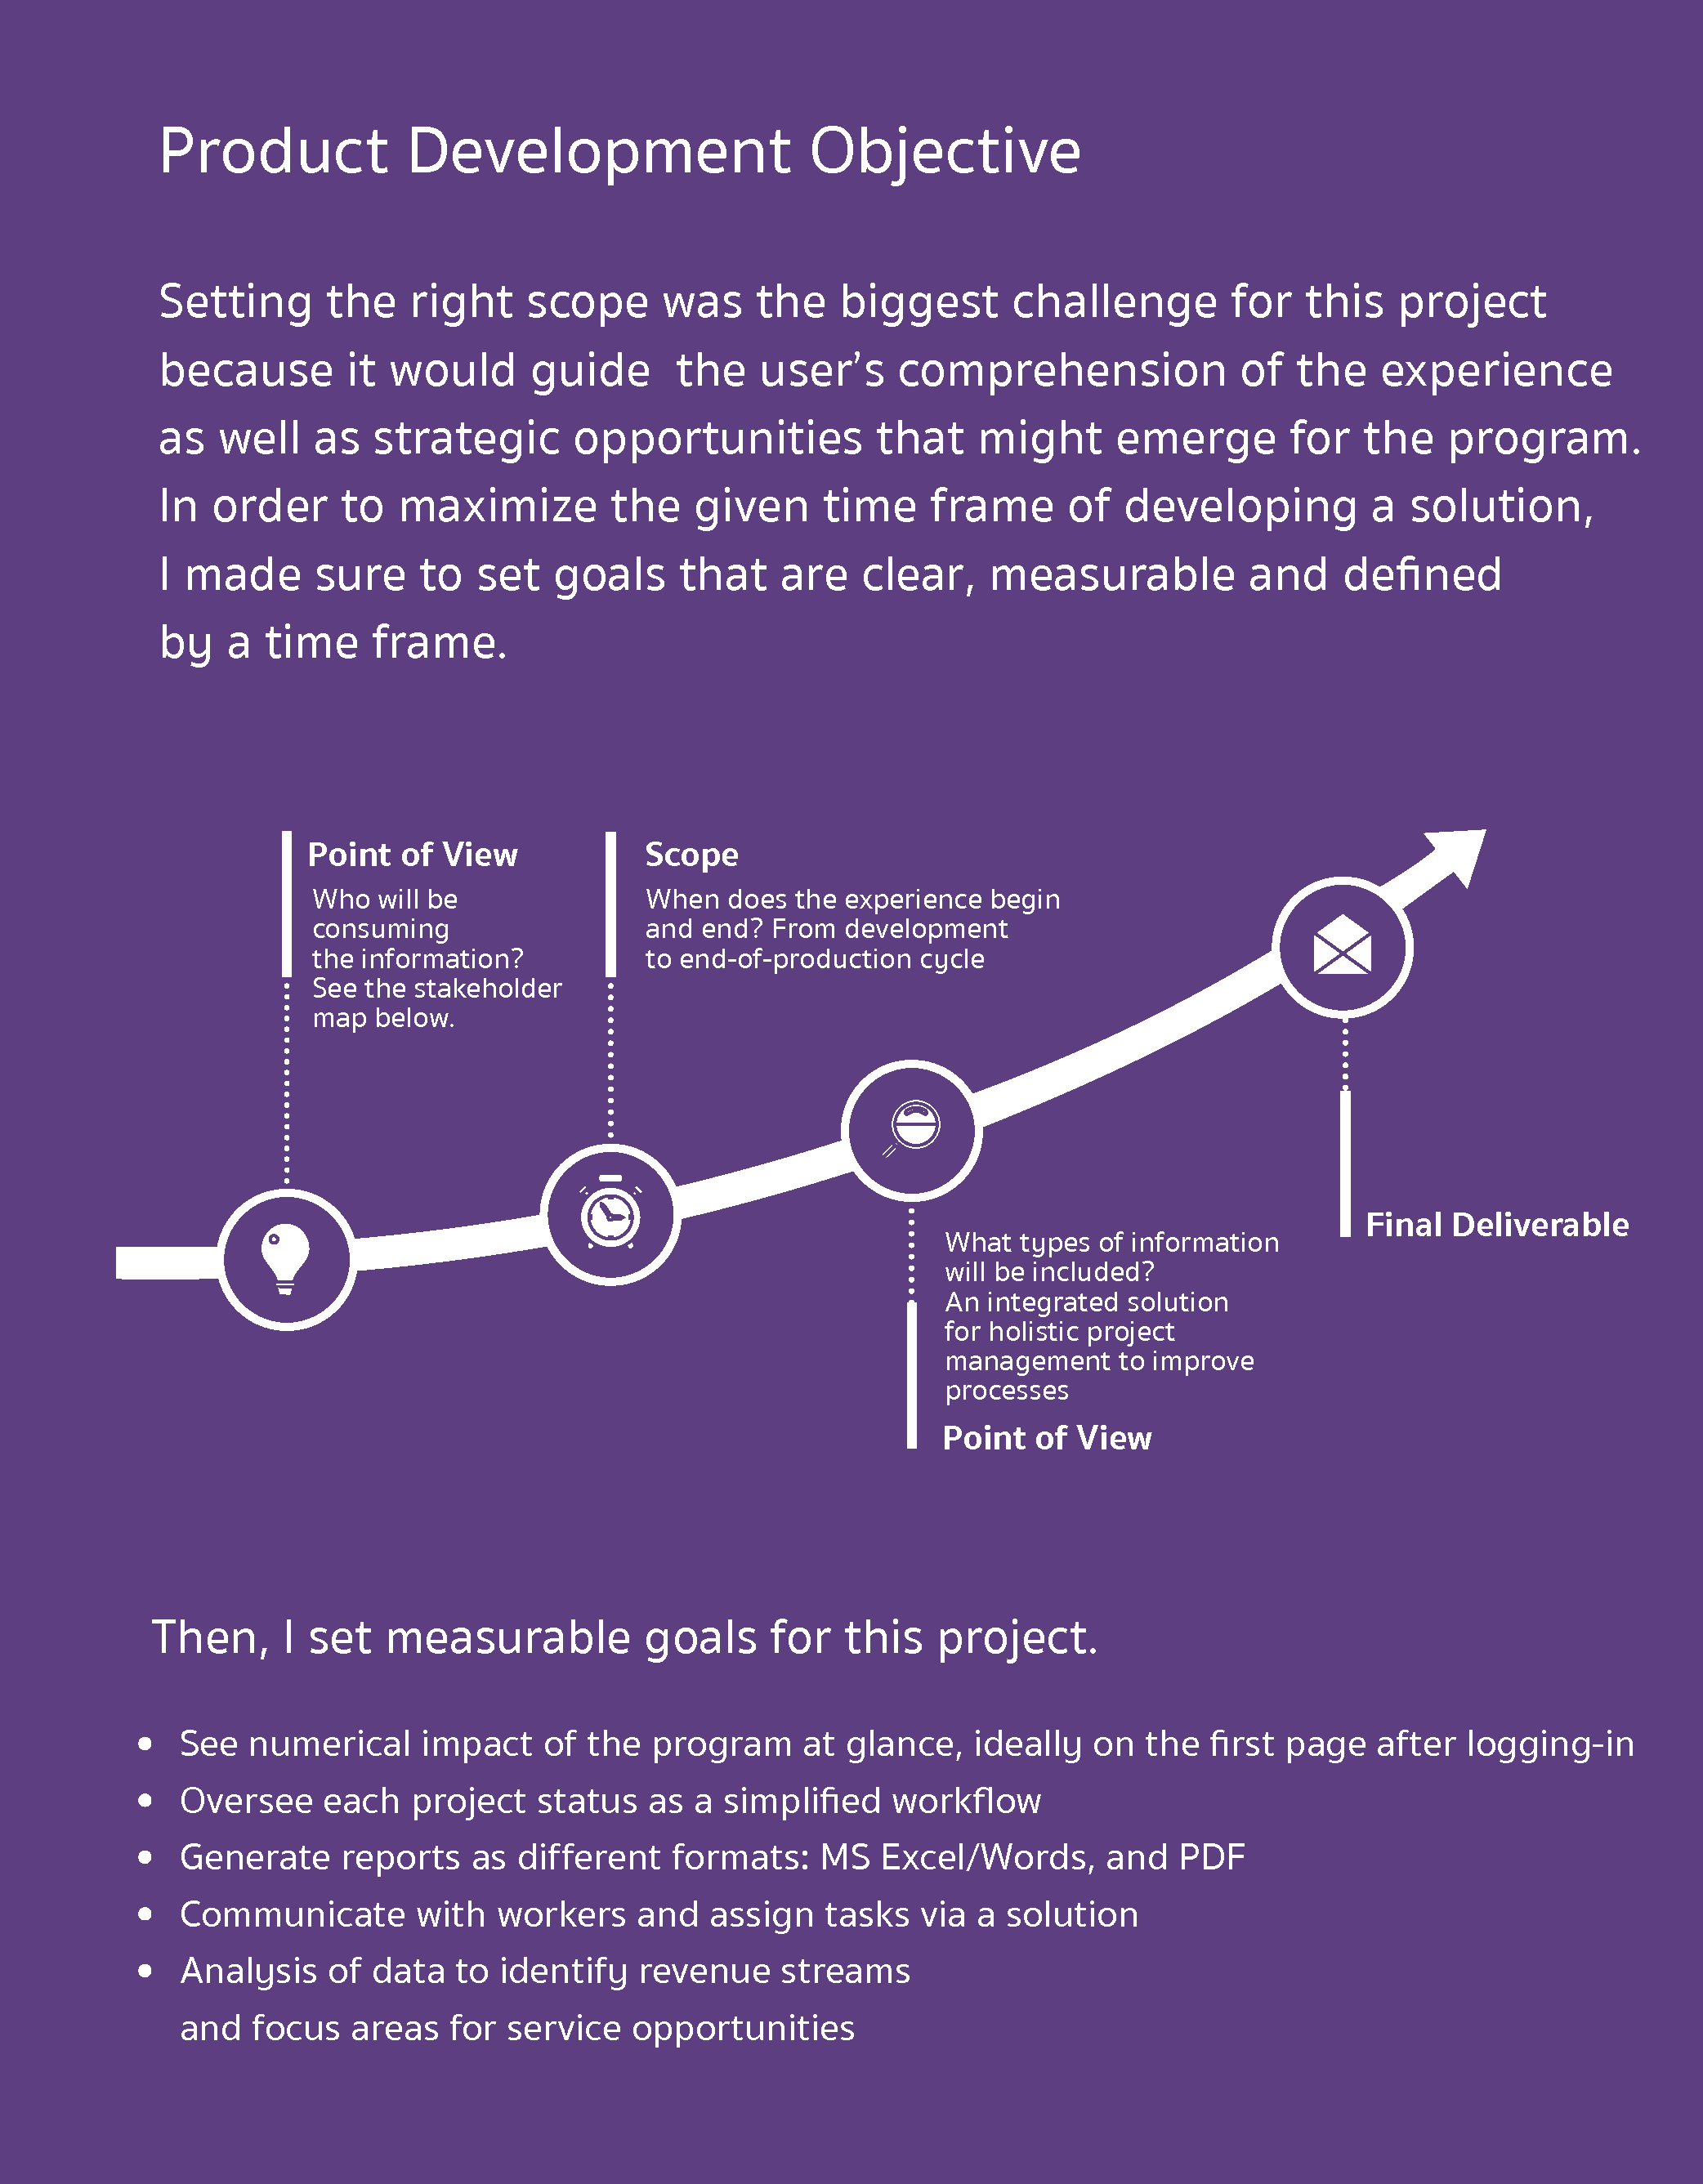 Product Development Objective
Setting the right scope was the biggest challenge for this project
because it would guide the user’s comprehension of the experience
as well as strategic opportunities that might emerge for the program.
In order to maximize the given time frame of developing a solution,
I made sure to set goals that are clear, measurable and defined
by a time frame.
Point of View
Who will be
consuming
the information?
See the stakeholder
map below.
Scope
When does the experience begin
and end? From development
to end-of-production cycle
What types of information
will be included?
An integrated solution
for holistic project
management to improve
processes
Point of View
Final Deliverable
Then, I set measurable goals for this project.
• See numerical impact of the program at glance, ideally on the first page after logging-in
• Oversee each project status as a simplified workflow
• Generate reports as different formats: MS Excel/Words, and PDF
• Communicate with workers and assign tasks via a solution
• Analysis of data to identify revenue streams
and focus areas for service opportunities